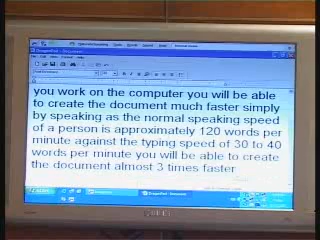 DragonPad - Document
you work on the computer you will be able
to create the document much faster simply
by speaking as the normal speaking speed
of a person is approximately 120 words per
minute against the typing speed of 30 to 40
words per minute you will be able to create
the document almost 3 times faster